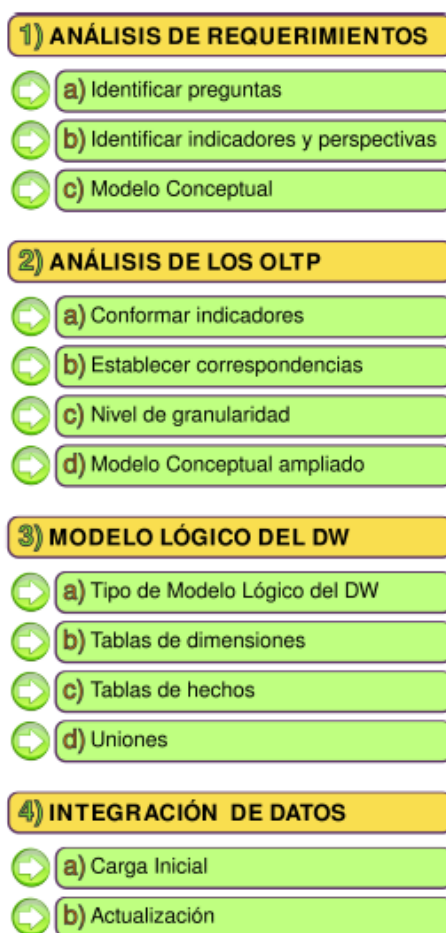 1) ANÁLISIS DE REQUERIMIENTOS
a) Identificar preguntas
b) Identificar indicadores y perspectivas
c) Modelo Conceptual
2) ANÁLISIS DE LOS OLTP
a) Conformar indicadores
b) Establecer correspondencias
c) Nivel de granularidad
d) Modelo Conceptual ampliado
3) MODELO LÓGICO DEL DW
a) Tipo de Modelo Lógico del DW
b) Tablas de dimensiones
c) Tablas de hechos
d) Uniones
4) INTEGRACIÓN DE DATOS
a) Carga Inicial
b) Actualización